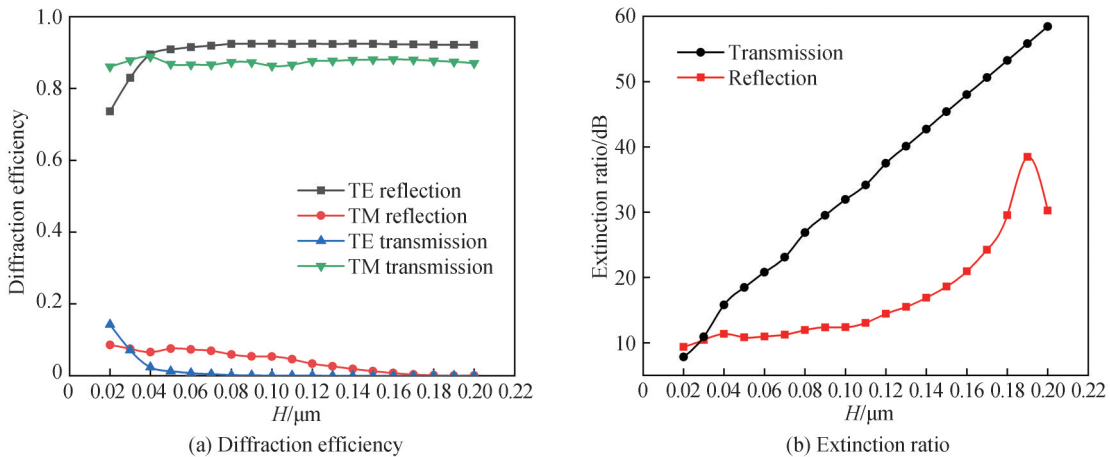 1.0
0.8
0.6
0.4
0.2
0
Diffraction efficiency
TE reflection
TM reflection
TE transmission
TM transmission
0 0.02 0.04 0.06 0.08 0.10 0.12 0.14 0.16 0.18 0.20 0.22
H/μm
(a) Diffraction efficiency
60
50
40
30
20
10
Extinction ratio/dB
Transmission
Reflection
0 0.02 0.04 0.06 0.08 0.10 0.12 0.14 0.16 0.18 0.20 0.22
H/μm
(b) Extinction ratio